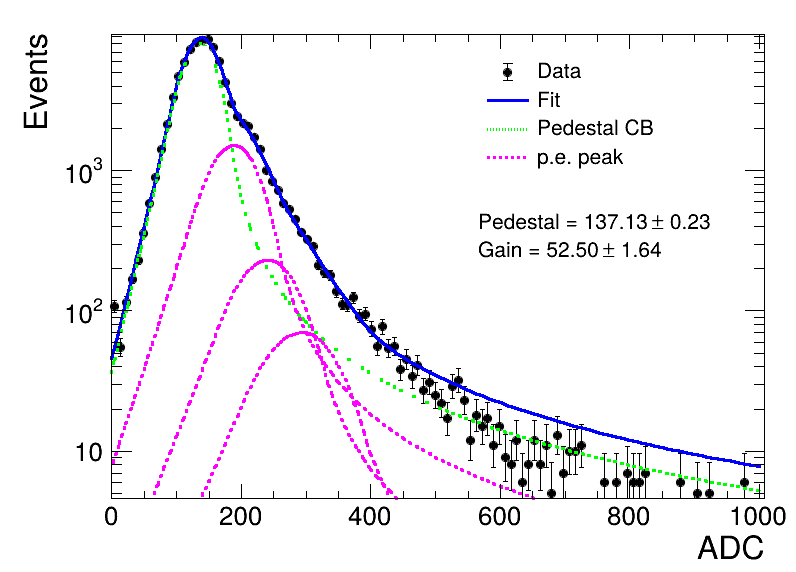 Events
Data
Fit
Pedestal CB
p.e. peak
Pedestal = 137.13 ± 0.23
Gain = 52.50 ± 1.64
10³
10²
10
0 200 400 600 800 1000
ADC